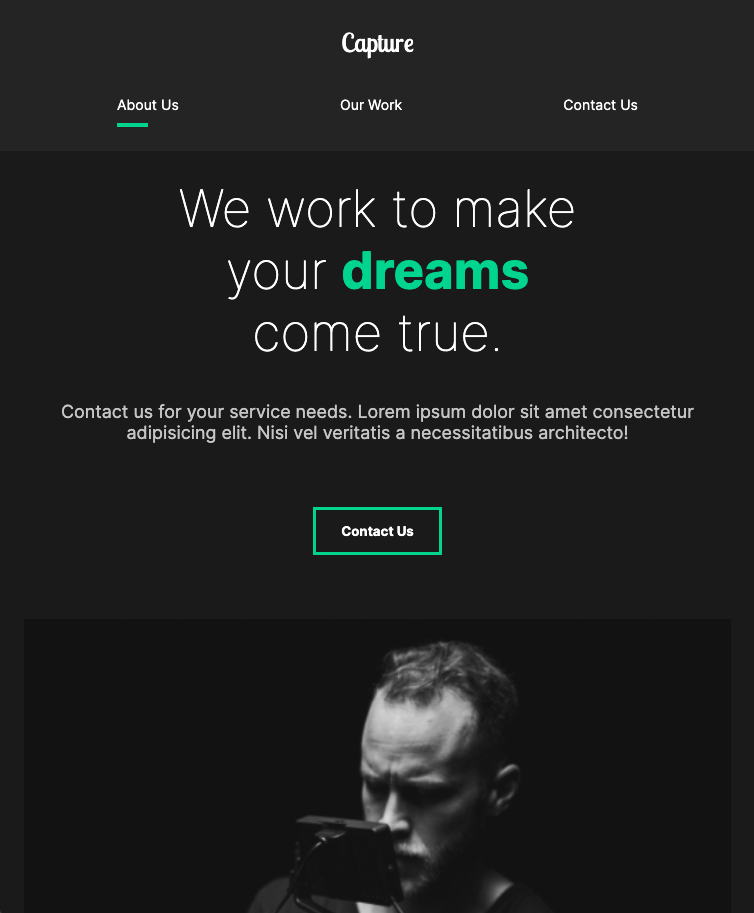 Capture
About Us Our Work Contact Us
We work to make
your dreams
come true.
Contact us for your service needs. Lorem ipsum dolor sit amet consectetur
adipisicing elit. Nisi vel veritatis a necessitatibus architecto!
Contact Us